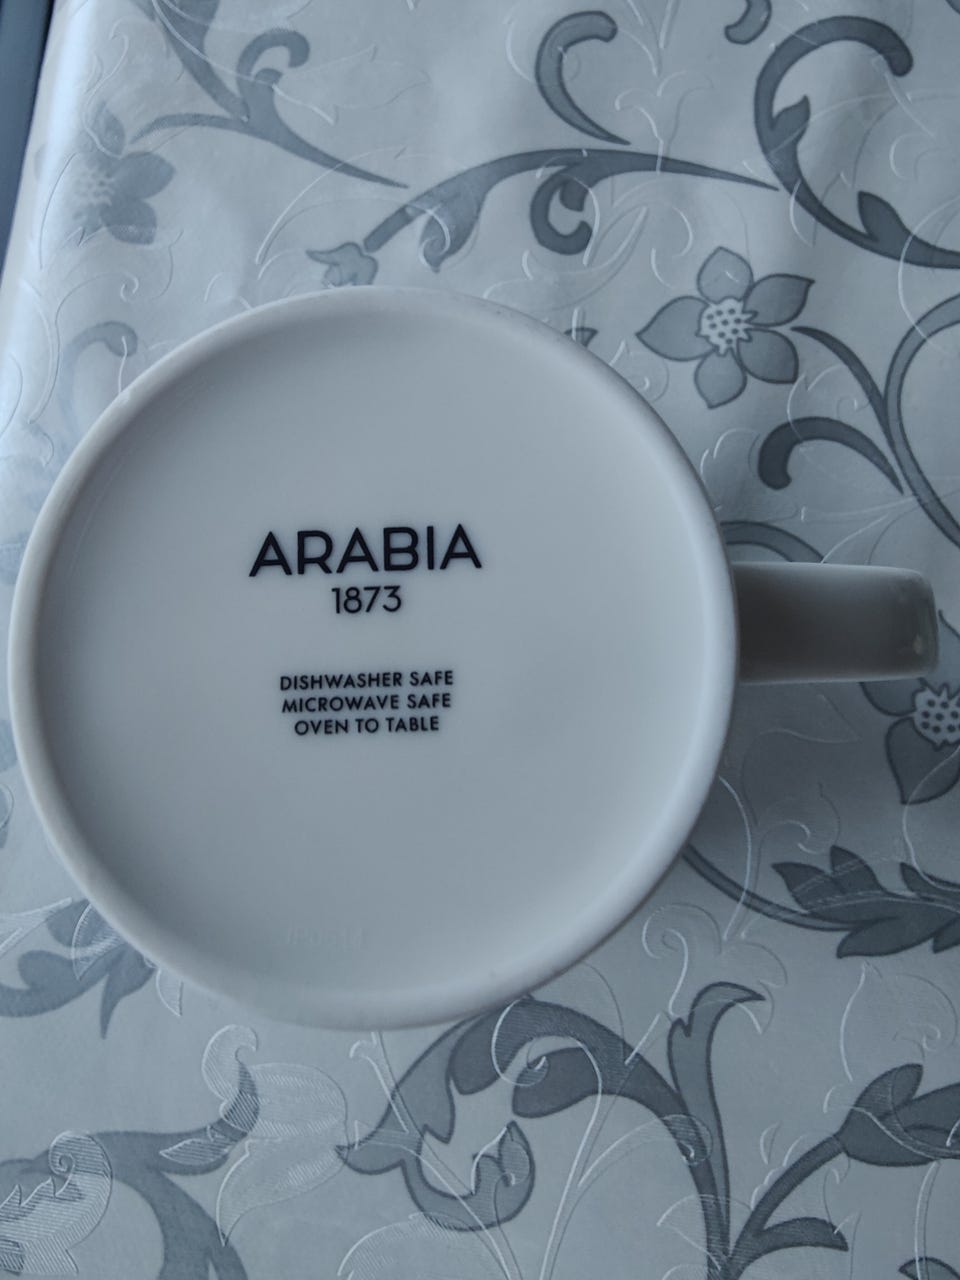 ARABIA
1873
DISHWASHER SAFE
MICROWAVE SAFE
OVEN TO TABLE